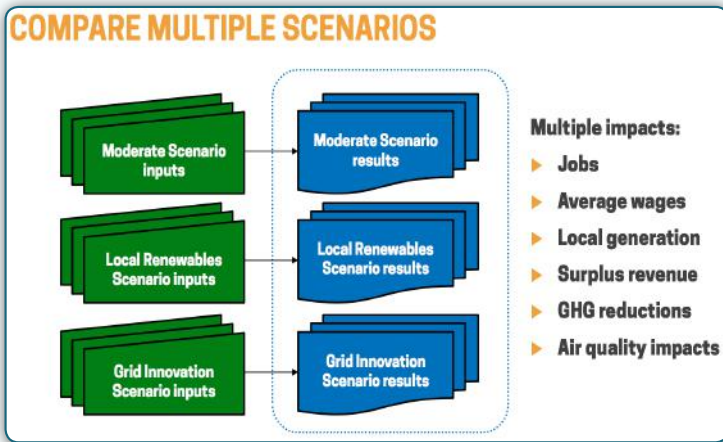 COMPARE MULTIPLE SCENARIOS
Moderate Scenario
inputs
Moderate Scenario
results
Local Renewables
Scenario inputs
Local Renewables
Scenario results
Grid Innovation
Scenario inputs
Grid Innovation
Scenario results
Multiple impacts:
Jobs
Average wages
Local generation
Surplus revenue
GHG reductions
Air quality impacts